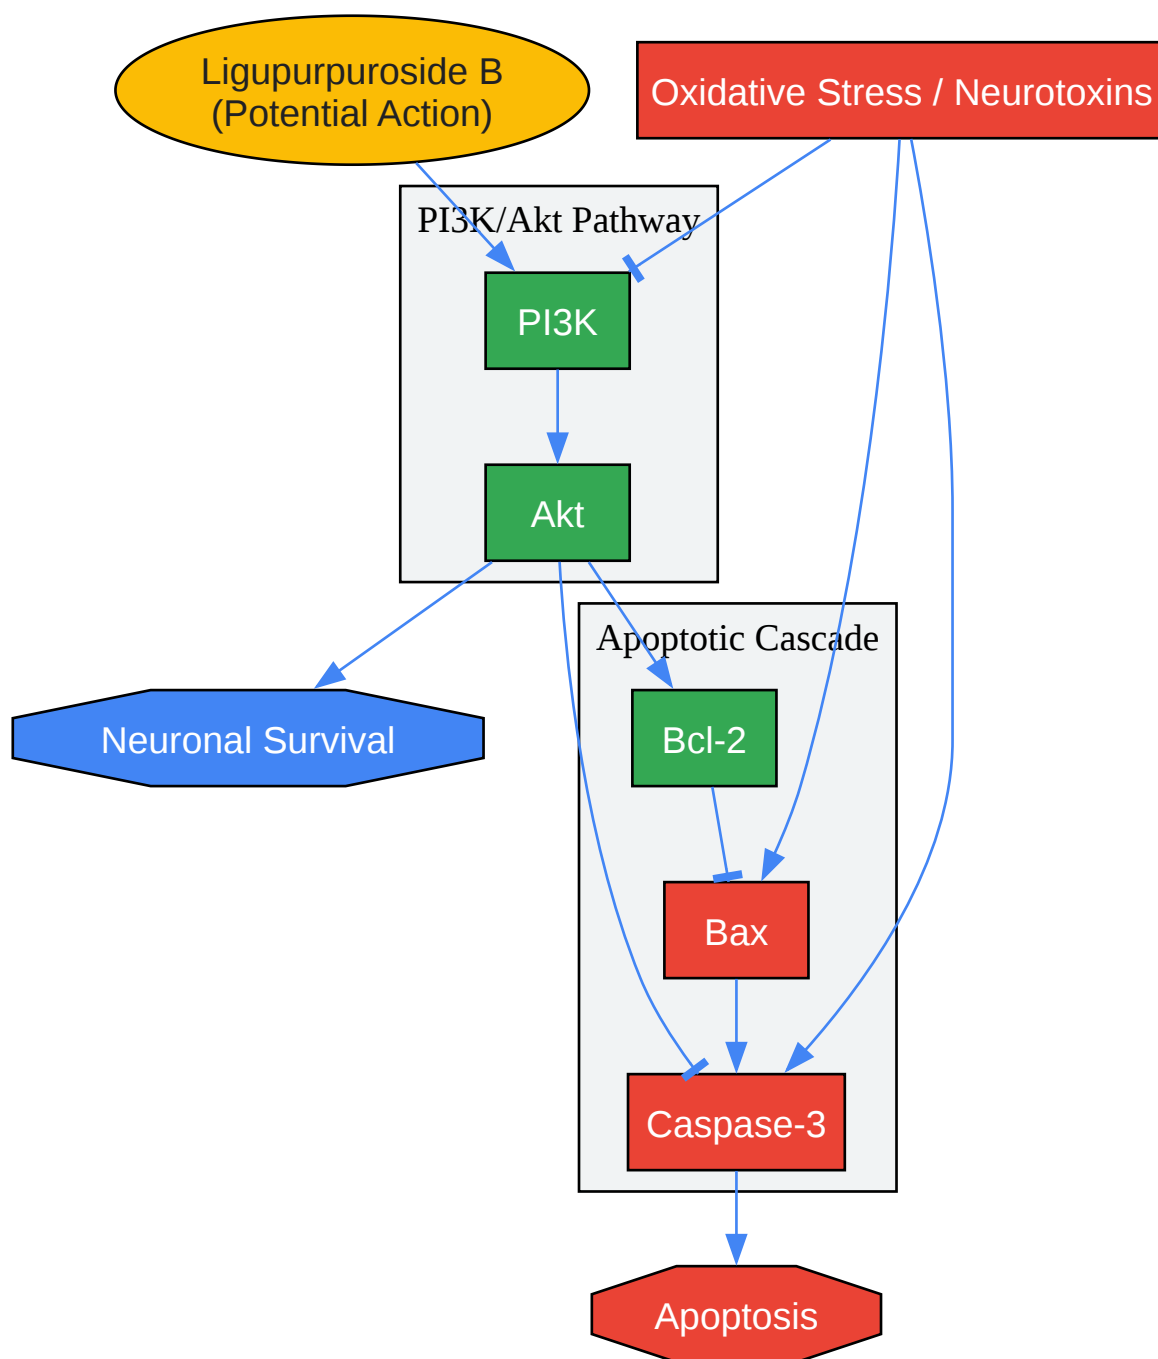 Ligupurpuroside B
(Potential Action)
Oxidative Stress / Neurotoxins
PI3K/Akt Pathway
PI3K
Akt
Apoptotic Cascade
Neuronal Survival
Bcl-2
Bax
Caspase-3
Apoptosis